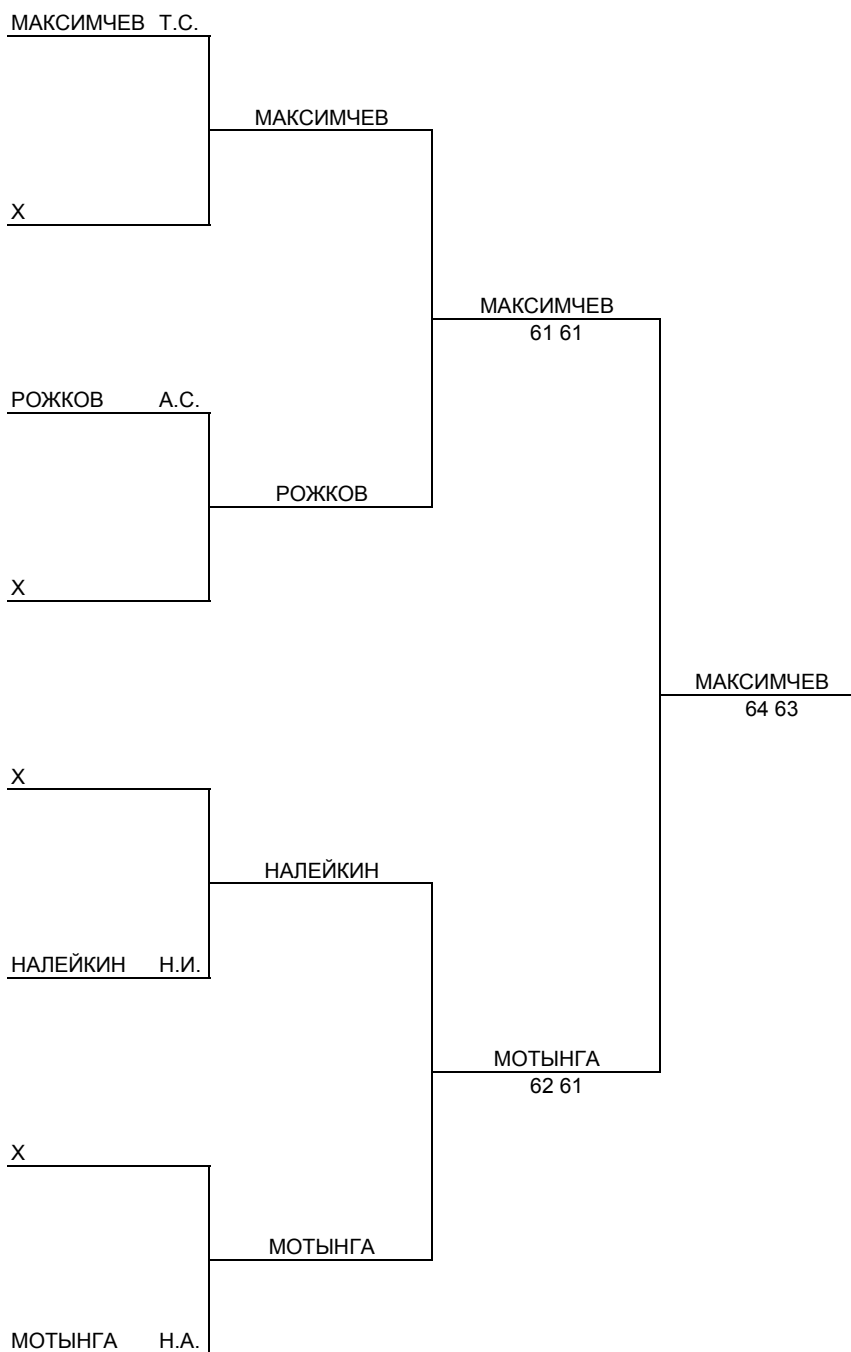 МАКСИМЧЕВ Т.С.
МАКСИМЧЕВ
Х
МАКСИМЧЕВ
61 61
РОЖКОВ А.С.
РОЖКОВ
Х
МАКСИМЧЕВ
64 63
Х
НАЛЕЙКИН
НАЛЕЙКИН Н.И.
МОТЫНГА
62 61
Х
МОТЫНГА
МОТЫНГА Н.А.